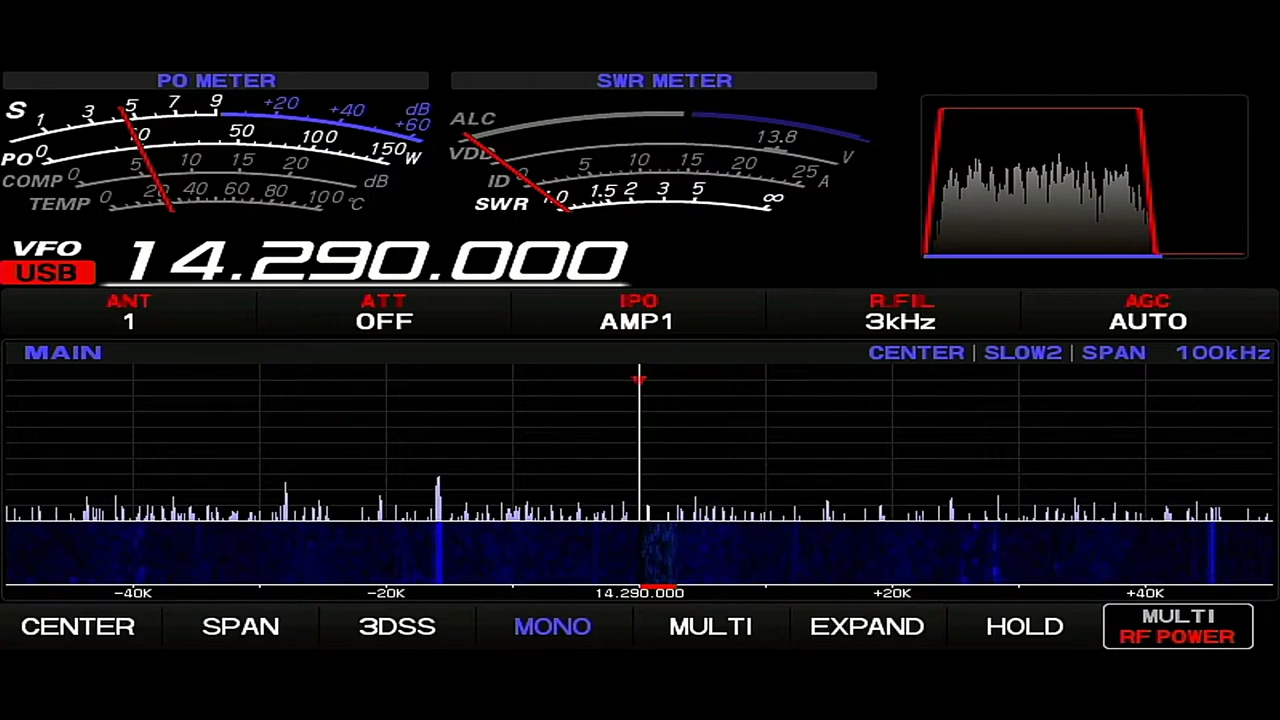 PO METER
S 1 3 5 7 9 +20 +40 +60 dB
PO 0 50 100 150 W
COMP 0 5 10 15 20 dB
TEMP 0 20 40 60 80 100 °C
SWR METER
ALC
VDD 13.8 V
ID 0 5 10 15 20 25 A
SWR 1.0 1.5 2 3 5 ∞
VFO
USB
14.290.000
ANT ATT IPO R.FIL AGC
1 OFF AMP1 3kHz AUTO
MAIN CENTER | SLOW2 | SPAN 100kHz
-40K -20K 14.290.000 +20K +40K
CENTER SPAN 3DSS MONO MULTI EXPAND HOLD MULTI
RF POWER